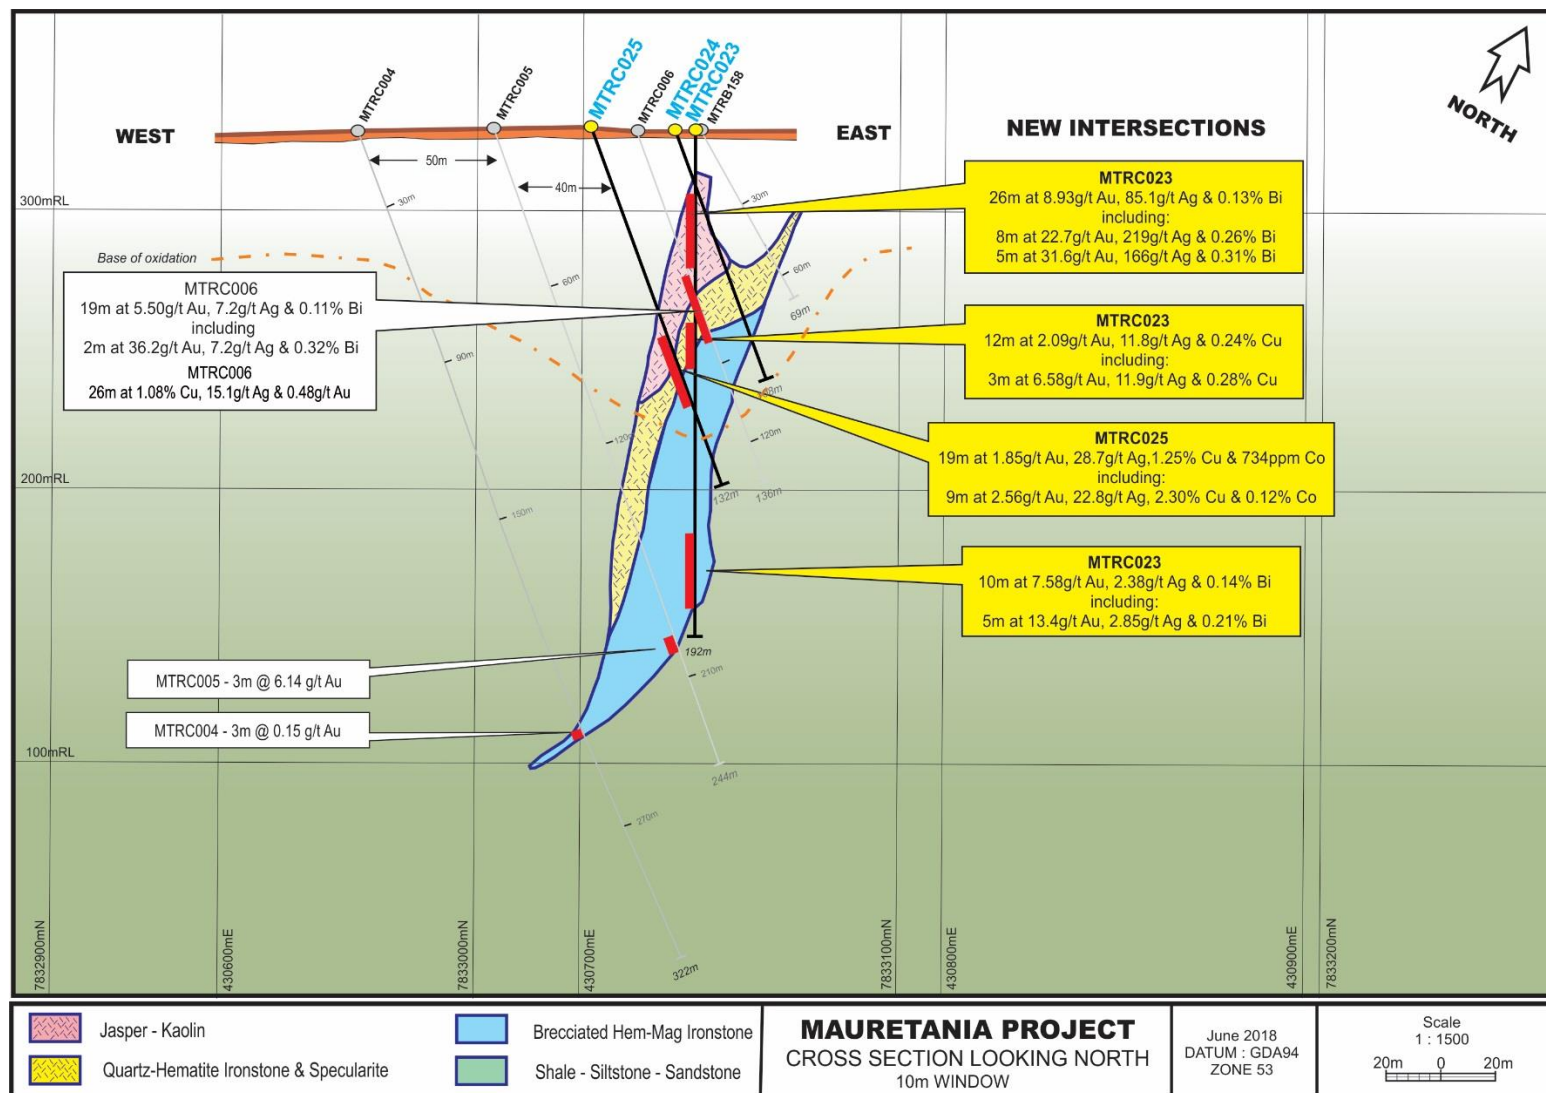 MTRC004
MTRC005
MTRC025
MTRC006
MTRC024
MTRC023
MTRB158
NORTH
WEST
EAST
NEW INTERSECTIONS
50m
40m
300mRL
200mRL
100mRL
Base of oxidation
30m
90m
150m
270m
322m
60m
120m
210m
244m
132m
120m
136m
192m
30m
60m
69m
MTRC006
19m at 5.50g/t Au, 7.2g/t Ag & 0.11% Bi
including
2m at 36.2g/t Au, 7.2g/t Ag & 0.32% Bi
MTRC006
26m at 1.08% Cu, 15.1g/t Ag & 0.48g/t Au
MTRC005 - 3m @ 6.14 g/t Au
MTRC004 - 3m @ 0.15 g/t Au
MTRC023
26m at 8.93g/t Au, 85.1g/t Ag & 0.13% Bi
including:
8m at 22.7g/t Au, 219g/t Ag & 0.26% Bi
5m at 31.6g/t Au, 166g/t Ag & 0.31% Bi
MTRC023
12m at 2.09g/t Au, 11.8g/t Ag & 0.24% Cu
including:
3m at 6.58g/t Au, 11.9g/t Ag & 0.28% Cu
MTRC025
19m at 1.85g/t Au, 28.7g/t Ag,1.25% Cu & 734ppm Co
including:
9m at 2.56g/t Au, 22.8g/t Ag, 2.30% Cu & 0.12% Co
MTRC023
10m at 7.58g/t Au, 2.38g/t Ag & 0.14% Bi
including:
5m at 13.4g/t Au, 2.85g/t Ag & 0.21% Bi
7832900mN
430600mE
7833000mN
430700mE
7833100mN
430800mE
430900mE
7833200mN
Jasper - Kaolin
Quartz-Hematite Ironstone & Specularite
Brecciated Hem-Mag Ironstone
Shale - Siltstone - Sandstone
MAURETANIA PROJECT
CROSS SECTION LOOKING NORTH
10m WINDOW
June 2018
DATUM : GDA94
ZONE 53
Scale
1 : 1500
20m 0 20m